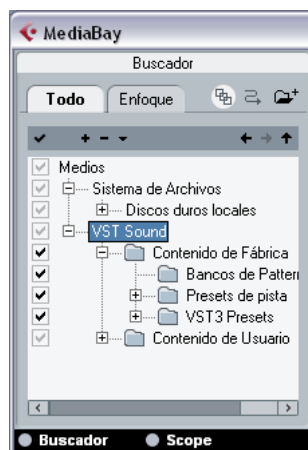 MediaBay
Buscador
Todo Enfoque
Medios
Sistema de Archivos
Discos duros locales
VST Sound
Contenido de Fábrica
Bancos de Pattern
Presets de pista
VST3 Presets
Contenido de Usuario
Buscador Scope